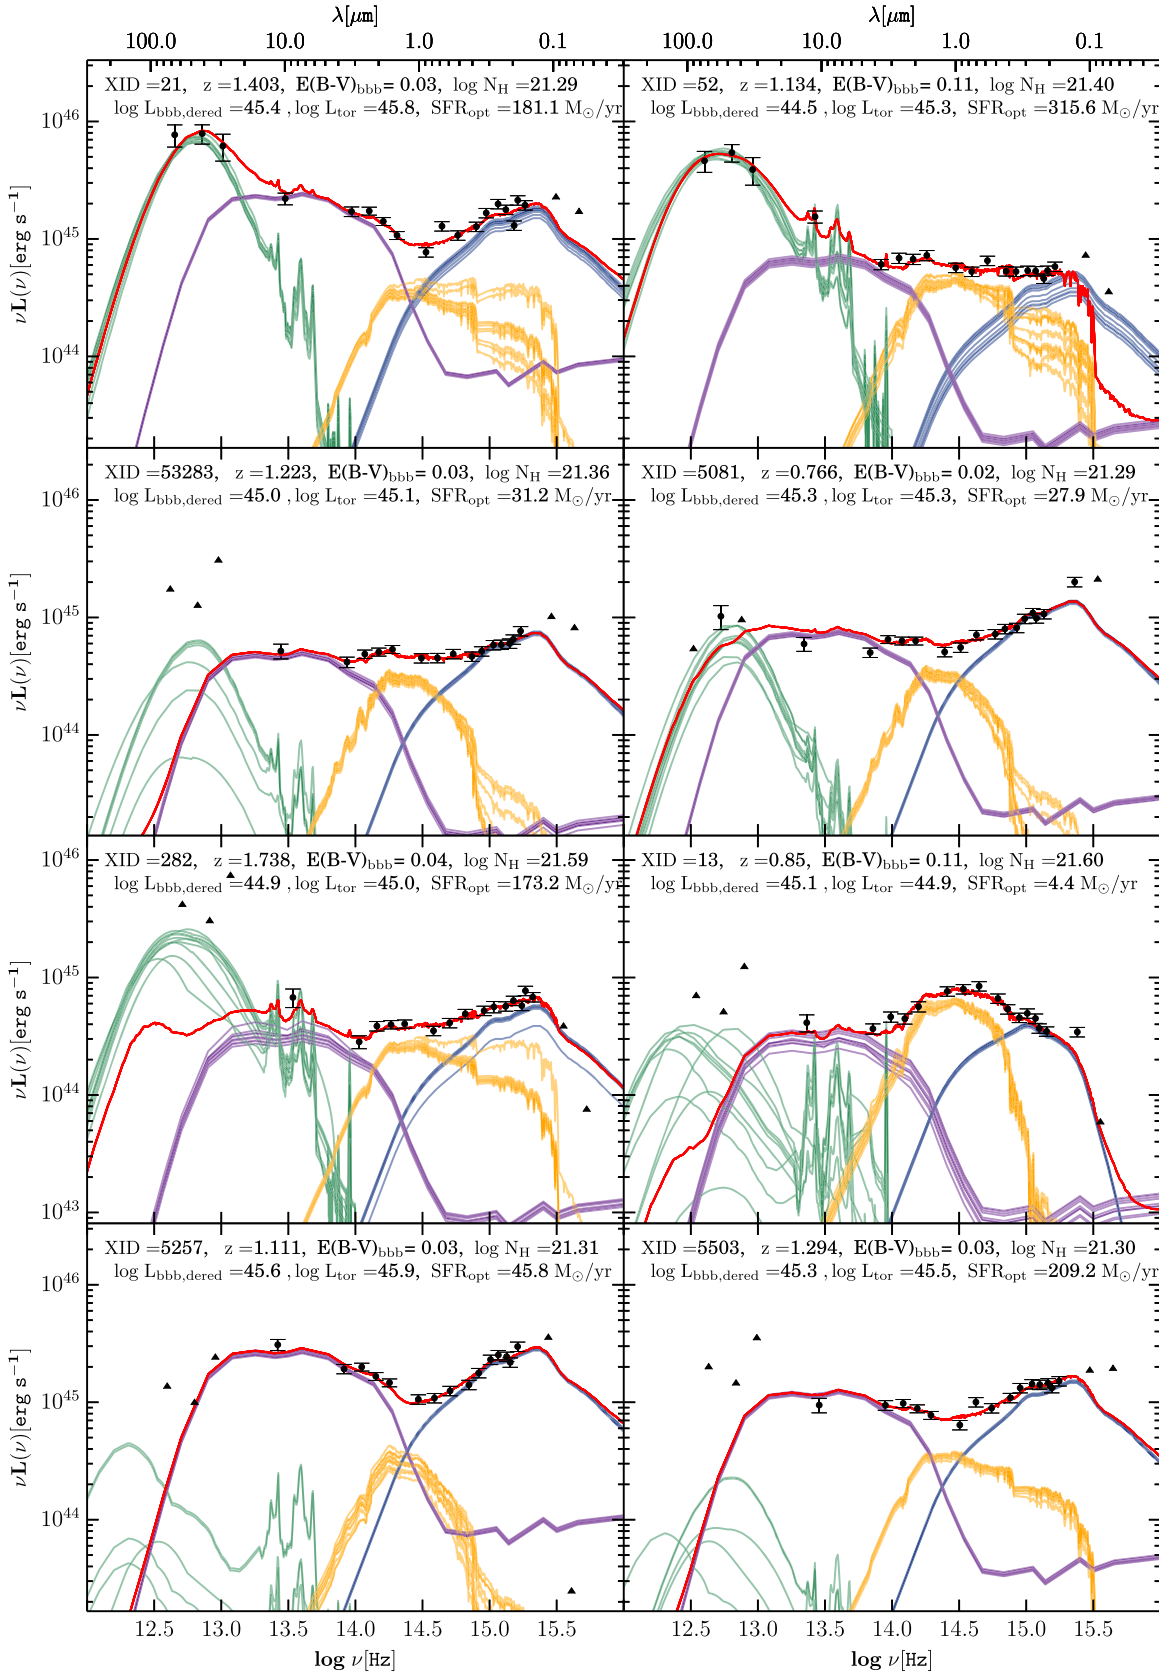 λ[μm] λ[μm]
100.0 10.0 1.0 0.1 100.0 10.0 1.0 0.1
XID =21, z =1.403, E(B-V)bbb= 0.03, log NH =21.29
log Lbbb,dered =45.4 , log Ltor =45.8, SFRopt =181.1 M⊙/yr
XID =52, z =1.134, E(B-V)bbb= 0.11, log NH =21.40
log Lbbb,dered =44.5 , log Ltor =45.3, SFRopt =315.6 M⊙/yr
10^46
10^45
10^44
νL(ν)[erg s−1]
XID =53283, z =1.223, E(B-V)bbb= 0.03, log NH =21.36
log Lbbb,dered =45.0 , log Ltor =45.1, SFRopt =31.2 M⊙/yr
XID =5081, z =0.766, E(B-V)bbb= 0.02, log NH =21.29
log Lbbb,dered =45.3 , log Ltor =45.3, SFRopt =27.9 M⊙/yr
10^46
10^45
10^44
νL(ν)[erg s−1]
XID =282, z =1.738, E(B-V)bbb= 0.04, log NH =21.59
log Lbbb,dered =44.9 , log Ltor =45.0, SFRopt =173.2 M⊙/yr
XID =13, z =0.85, E(B-V)bbb= 0.11, log NH =21.60
log Lbbb,dered =45.1 , log Ltor =44.9, SFRopt =4.4 M⊙/yr
10^46
10^45
10^44
10^43
νL(ν)[erg s−1]
XID =5257, z =1.111, E(B-V)bbb= 0.03, log NH =21.31
log Lbbb,dered =45.6 , log Ltor =45.9, SFRopt =45.8 M⊙/yr
XID =5503, z =1.294, E(B-V)bbb= 0.03, log NH =21.30
log Lbbb,dered =45.3 , log Ltor =45.5, SFRopt =209.2 M⊙/yr
10^46
10^45
10^44
νL(ν)[erg s−1]
12.5 13.0 13.5 14.0 14.5 15.0 15.5 12.5 13.0 13.5 14.0 14.5 15.0 15.5
log ν[Hz] log ν[Hz]